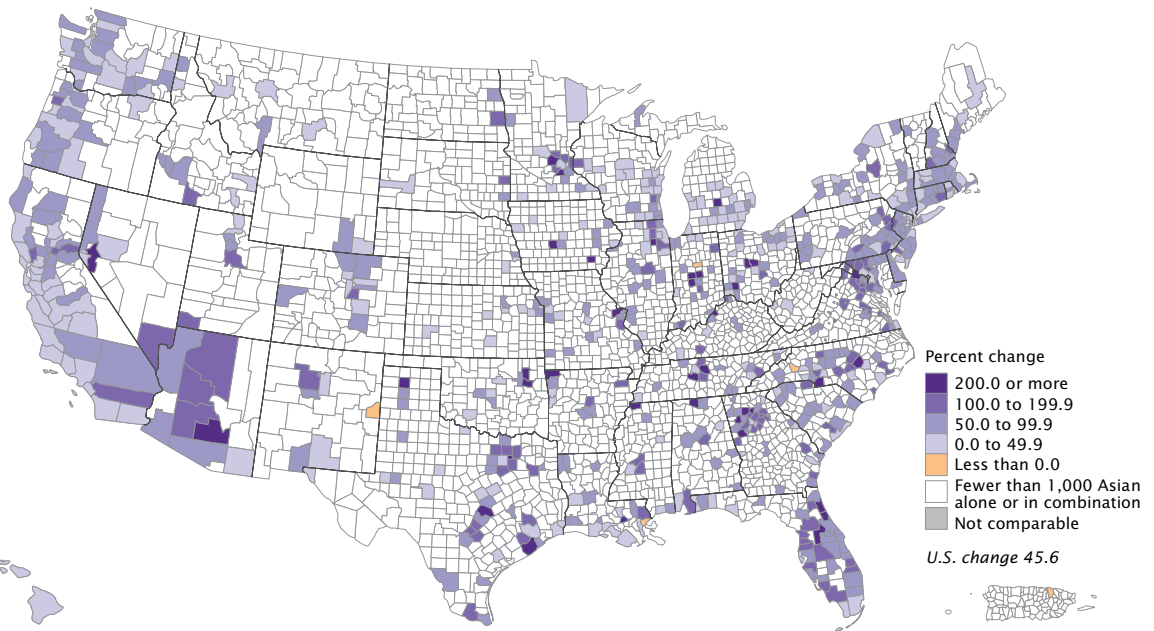 Percent change
200.0 or more
100.0 to 199.9
50.0 to 99.9
0.0 to 49.9
Less than 0.0
Fewer than 1,000 Asian
alone or in combination
Not comparable
U.S. change 45.6